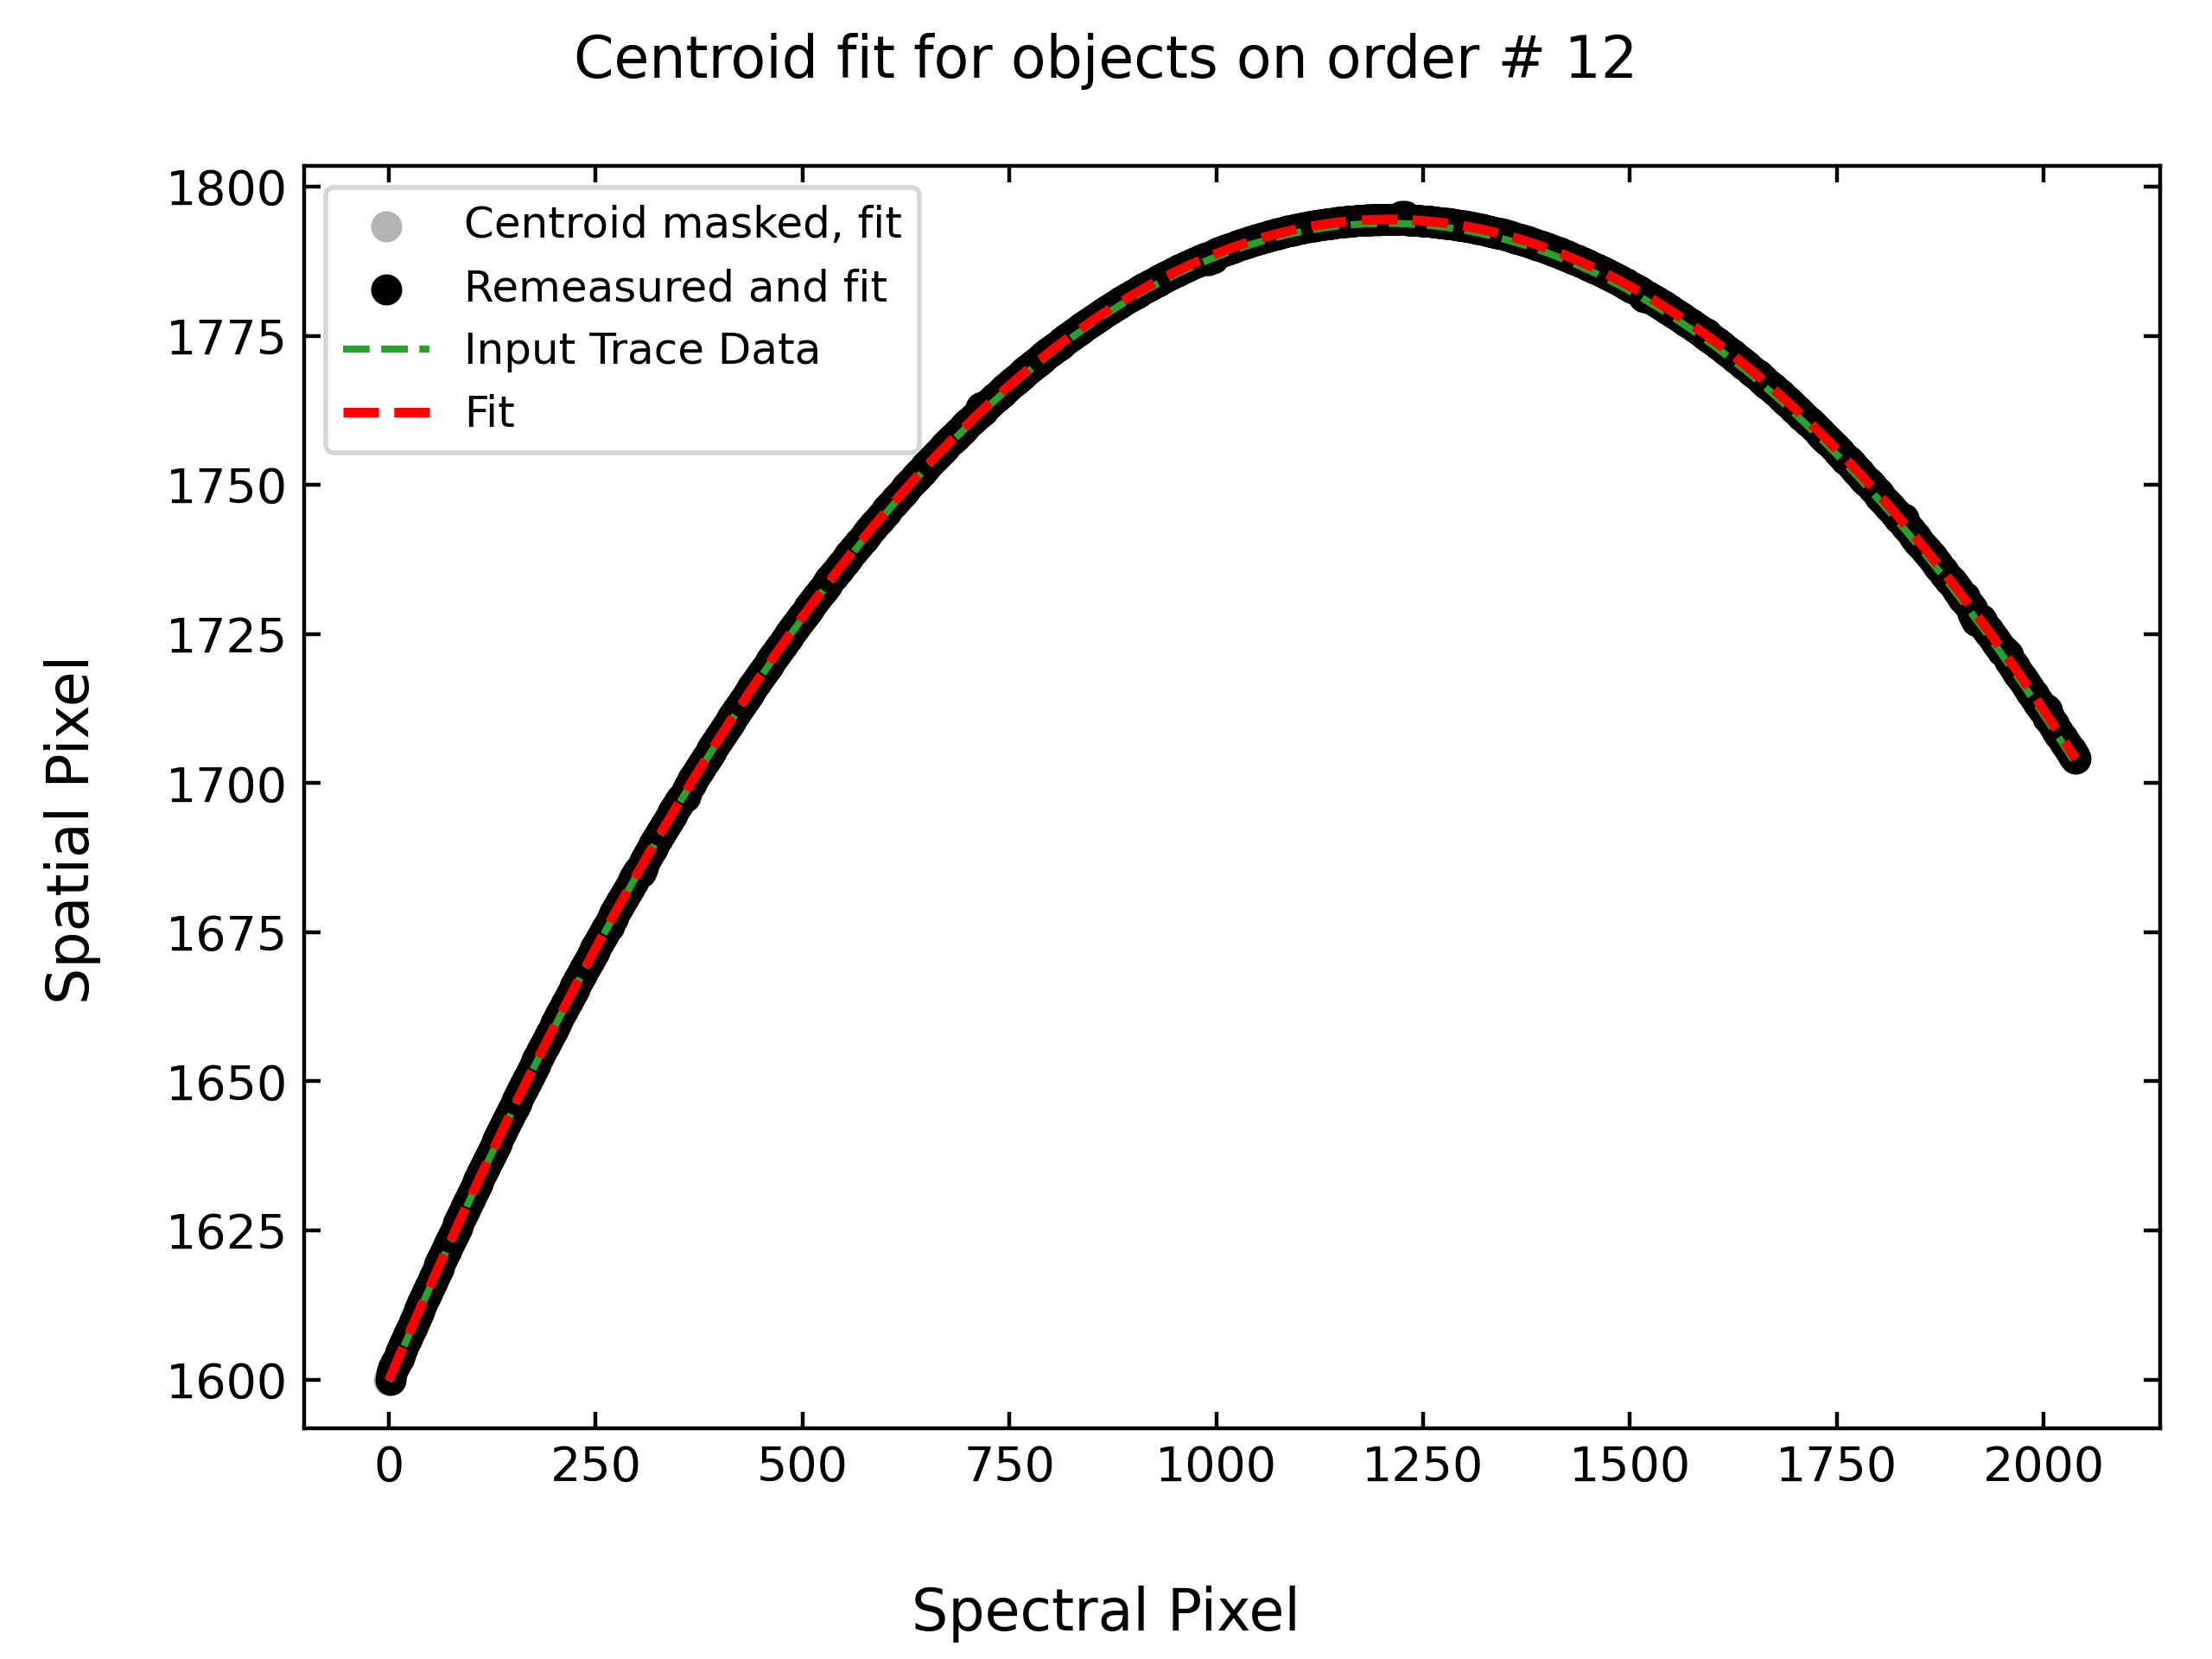 Centroid fit for objects on order # 12
1800
1775
1750
1725
1700
1675
1650
1625
1600
Spatial Pixel
Centroid masked, fit
Remeasured and fit
Input Trace Data
Fit
0 250 500 750 1000 1250 1500 1750 2000
Spectral Pixel